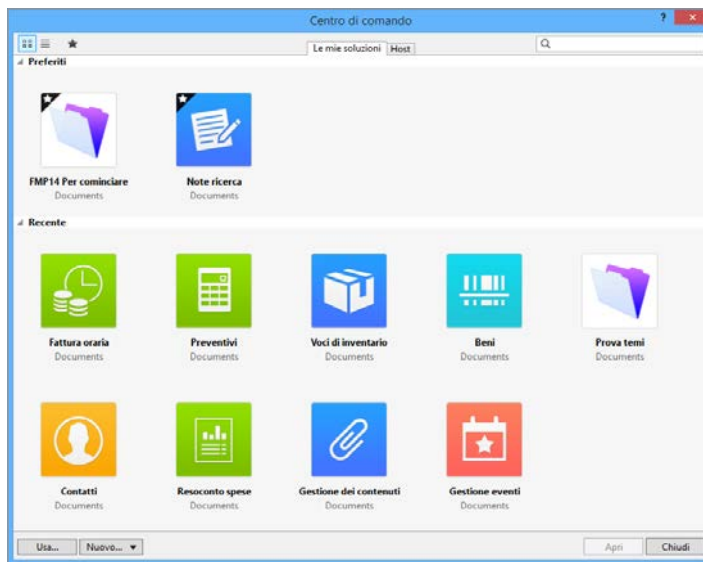 Centro di comando
?
Le mie soluzioni Host
Preferiti
FMP14 Per cominciare
Documents
Note ricerca
Documents
Recente
Fattura oraria
Documents
Preventivi
Documents
Voci di inventario
Documents
Beni
Documents
Prova temi
Documents
Contatti
Documents
Resoconto spese
Documents
Gestione dei contenuti
Documents
Gestione eventi
Documents
Usa... Nuovo... Apri Chiudi